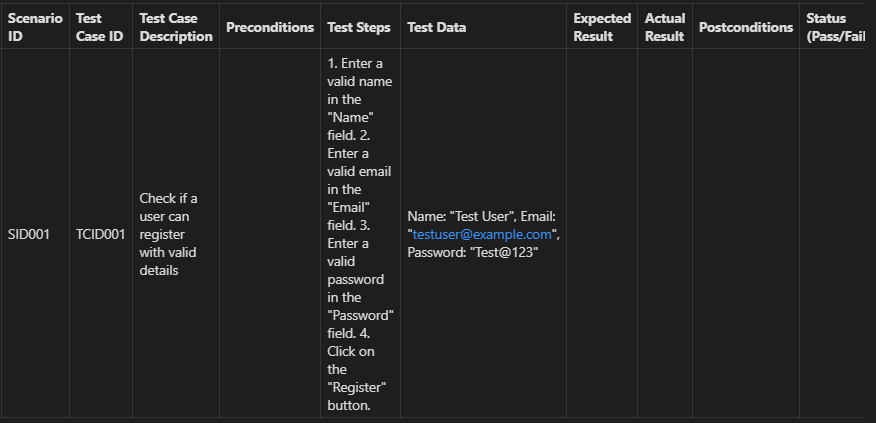 Scenario ID
Test Case ID
Test Case Description
Preconditions
Test Steps
Test Data
Expected Result
Actual Result
Postconditions
Status (Pass/Fail
SID001
TCID001
Check if a
user can
register
with valid
details
1. Enter a
valid name
in the
"Name"
field. 2.
Enter a
valid email
in the
"Email"
field. 3.
Enter a
valid
password
in the
"Password"
field. 4.
Click on
the
"Register"
button.
Name: "Test User", Email:
"testuser@example.com",
Password: "Test@123"